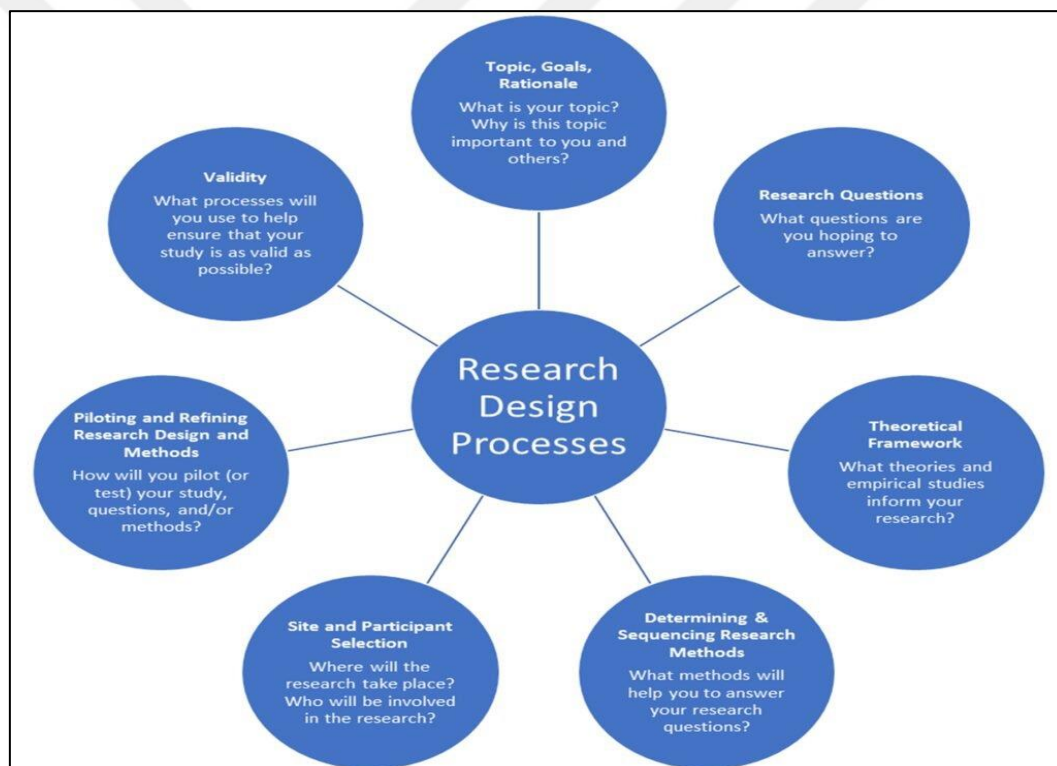 Topic, Goals,
Rationale
What is your topic?
Why is this topic
important to you and
others?
Research Questions
What questions are
you hoping to
answer?
Theoretical
Framework
What theories and
empirical studies
inform your
research?
Determining &
Sequencing Research
Methods
What methods will
help you to answer
your research
questions?
Site and Participant
Selection
Where will the
research take place?
Who will be involved
in the research?
Piloting and Refining
Research Design and
Methods
How will you pilot (or
test) your study,
questions, and/or
methods?
Validity
What processes will
you use to help
ensure that your
study is as valid as
possible?
Research
Design
Processes